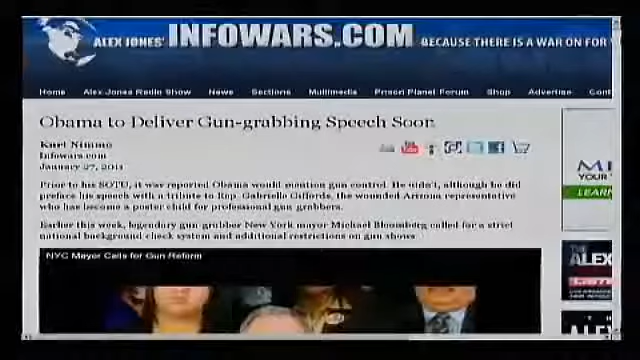 ALEX JONES' INFOWARS.COM BECAUSE THERE IS A WAR ON FOR
Home Alex Jones Radio Show News Sections Multimedia Prison Planet Forum Shop Advertise Cont
Obama to Deliver Gun-grabbing Speech Soon
Kurt Nimmo
Infowars.com
January 27, 2011
Prior to his SOTU, it was reported Obama would mention gun control. He didn't, although he did
preface his speech with a tribute to Rep. Gabrielle Giffords, the wounded Arizona representative
who has become a poster child for professional gun grabbers.
Earlier this week, legendary gun grabber New York mayor Michael Bloomberg called for a strict
national background check system and additional restrictions on gun shows.
NYC Mayor Calls for Gun Reform
YOUR
LEARN
ALEX
ALEX